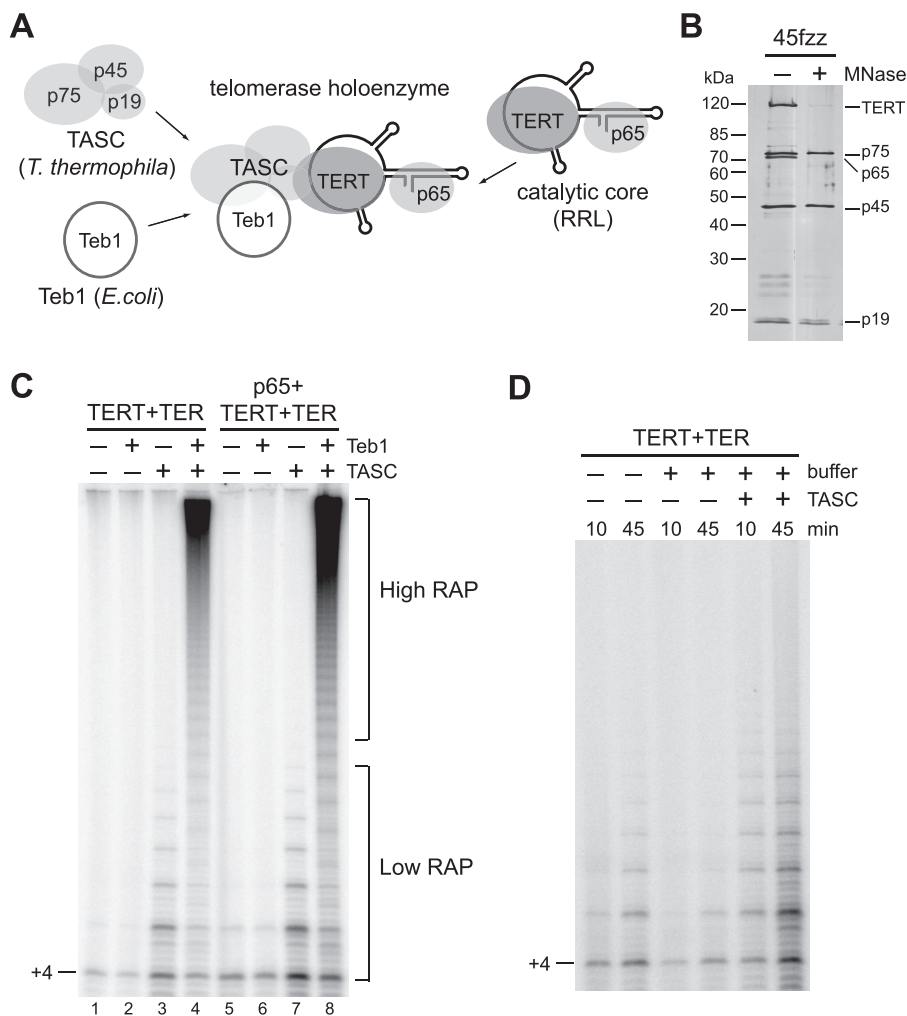 A
p45
p75
p19
TASC
(T. thermophila)
Teb1
Teb1 (E.coli)
telomerase holoenzyme
TASC
TERT
p65
Teb1
TERT
p65
catalytic core
(RRL)
B
45fzz
kDa — + MNase
120
85
70
60
50
40
30
20
TERT
p75
p65
p45
p19
C
p65+
TERT+TER TERT+TER
— + — + — + — + Teb1
— — + + — — + + TASC
High RAP
Low RAP
+4
1 2 3 4 5 6 7 8
D
TERT+TER
— — + + + + buffer
— — — — + + TASC
10 45 10 45 10 45 min
+4